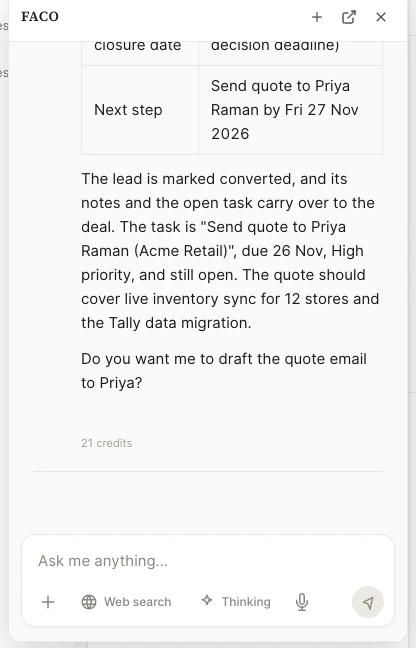 FACO
es
es
closure date
decision deadline)
Next step
Send quote to Priya
Raman by Fri 27 Nov
2026
The lead is marked converted, and its
notes and the open task carry over to the
deal. The task is "Send quote to Priya
Raman (Acme Retail)", due 26 Nov, High
priority, and still open. The quote should
cover live inventory sync for 12 stores and
the Tally data migration.
Do you want me to draft the quote email
to Priya?
21 credits
Ask me anything...
Web search
Thinking